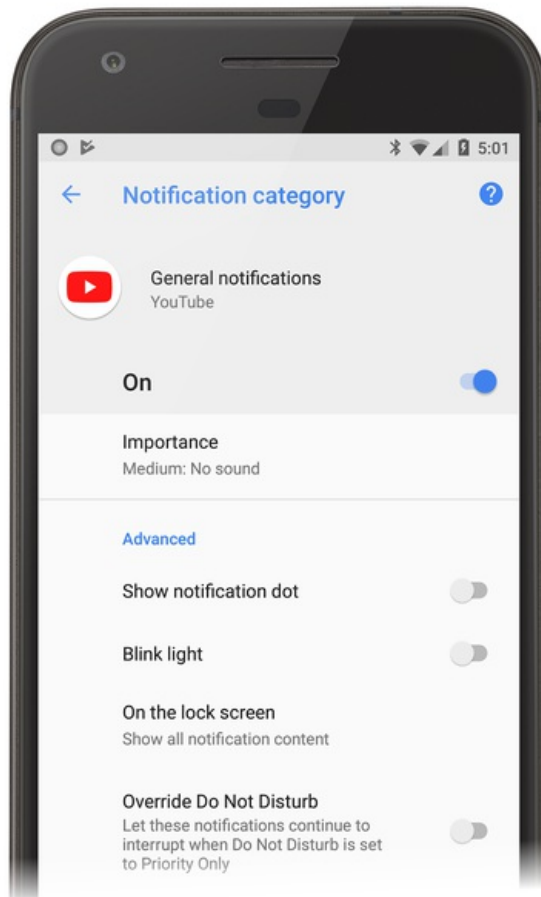 5:01
Notification category
?
General notifications
YouTube
On
Importance
Medium: No sound
Advanced
Show notification dot
Blink light
On the lock screen
Show all notification content
Override Do Not Disturb
Let these notifications continue to
interrupt when Do Not Disturb is set
to Priority Only